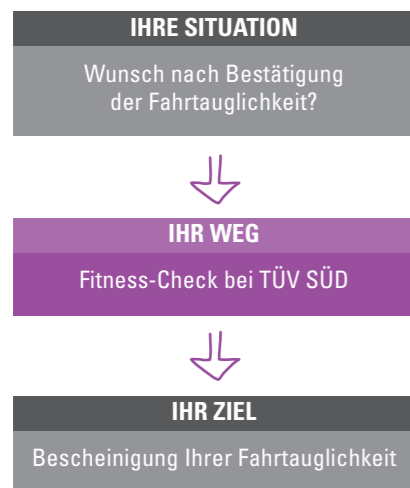 IHRE SITUATION
Wunsch nach Bestätigung
der Fahrtauglichkeit?
IHR WEG
Fitness-Check bei TÜV SÜD
IHR ZIEL
Bescheinigung Ihrer Fahrtauglichkeit